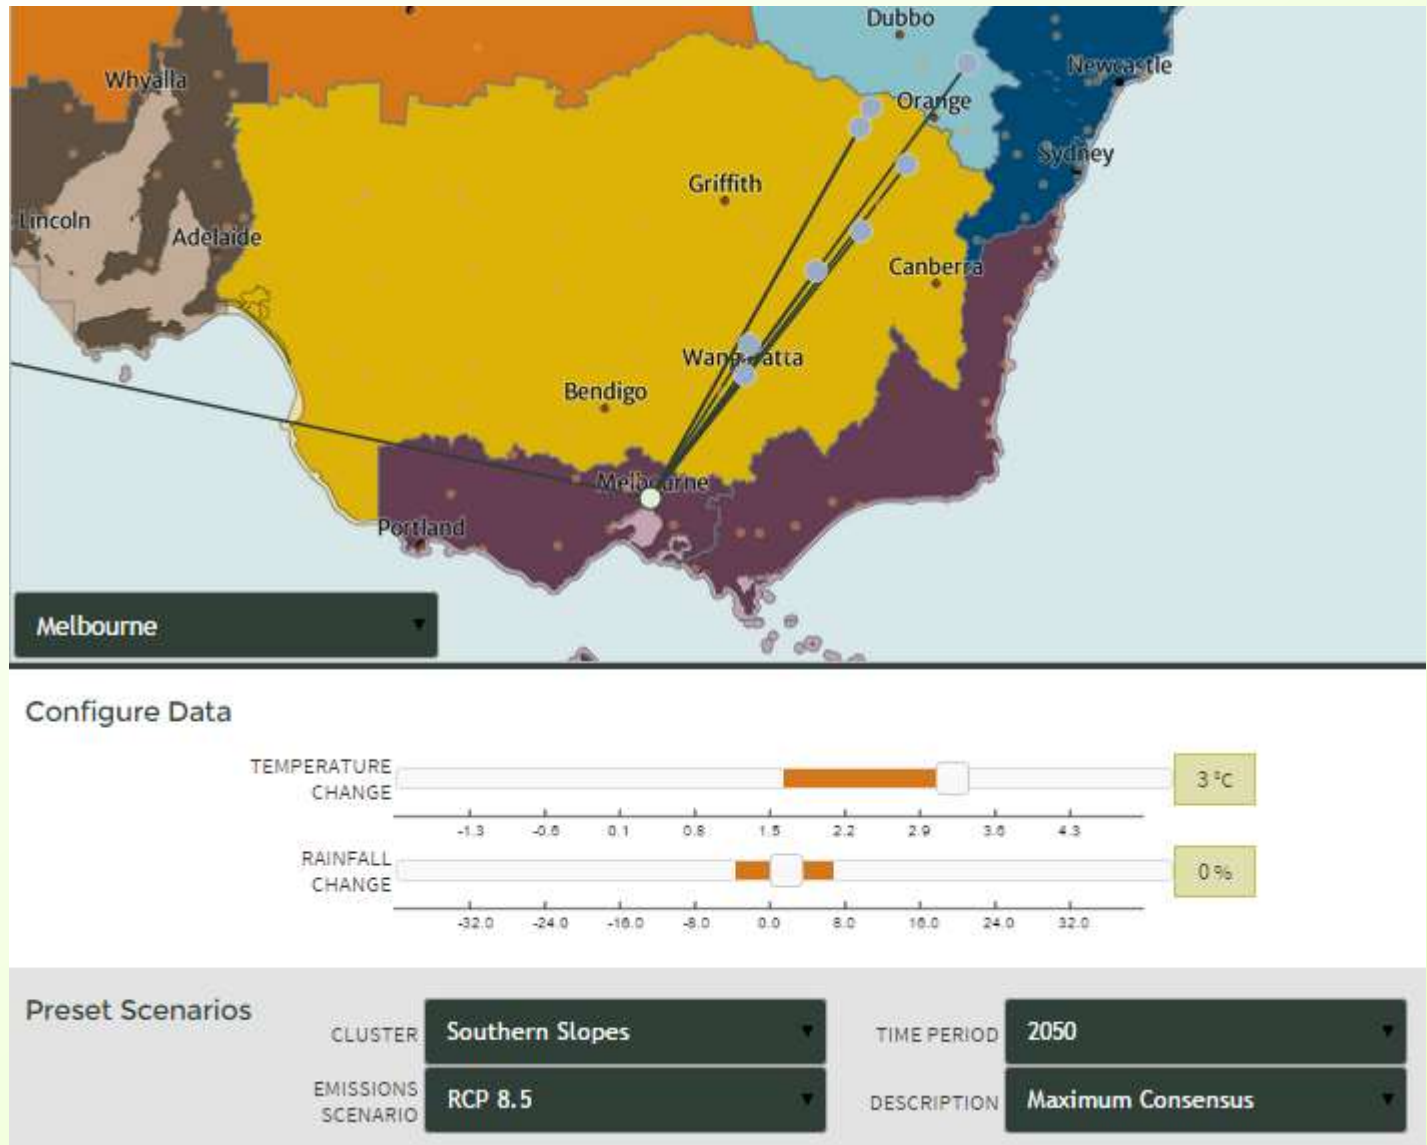 Dubbo
Whyalla
Newcastle
Orange
Sydney
Griffith
Lincoln
Adelaide
Canberra
Wangaratta
Bendigo
Melbourne
Portland
Melbourne
Configure Data
TEMPERATURE
CHANGE
3 °C
-1.3 -0.6 0.1 0.8 1.5 2.2 2.9 3.6 4.3
RAINFALL
CHANGE
0 %
-32.0 -24.0 -16.0 -8.0 0.0 8.0 16.0 24.0 32.0
Preset Scenarios
CLUSTER
Southern Slopes
TIME PERIOD
2050
EMISSIONS
SCENARIO
RCP 8.5
DESCRIPTION
Maximum Consensus